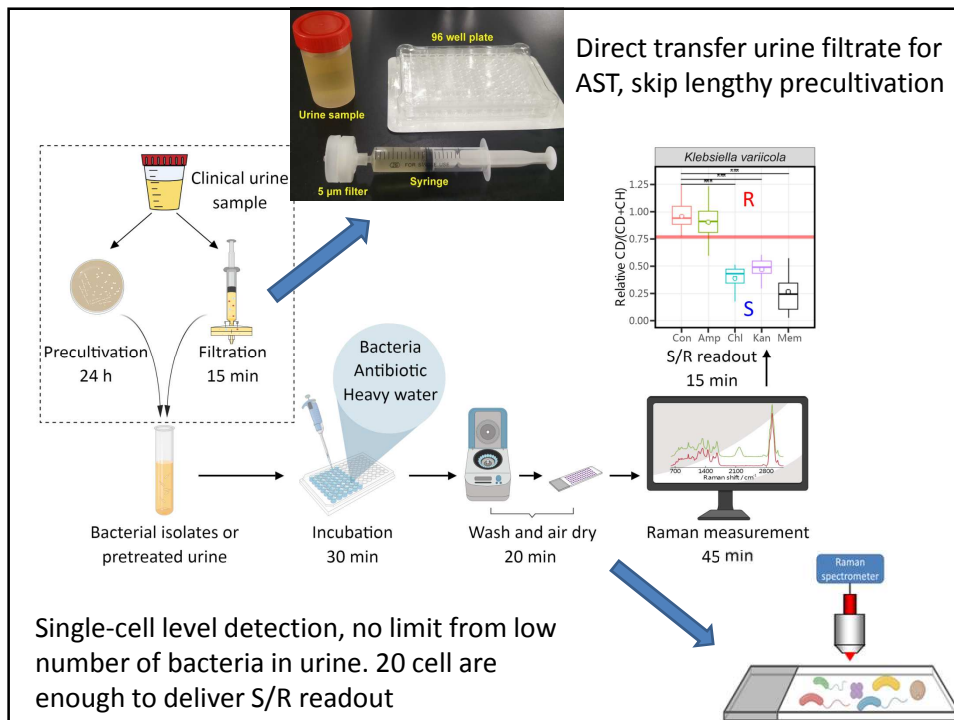 96 well plate
Urine sample
5 µm filter
Syringe
Direct transfer urine filtrate for
AST, skip lengthy precultivation
Clinical urine
sample
Precultivation
24 h
Filtration
15 min
Klebsiella variicola
***
***
***
Relative CD/(CD+CH)
1.25
1.00
0.75
0.50
0.25
0.00
R
S
Con Amp Chl Kan Mem
S/R readout
15 min
Bacteria
Antibiotic
Heavy water
Bacterial isolates or
pretreated urine
Incubation
30 min
Wash and air dry
20 min
700 1400 2100 2800
Raman shift / cm⁻¹
Raman measurement
45 min
Raman
spectrometer
Single-cell level detection, no limit from low
number of bacteria in urine. 20 cell are
enough to deliver S/R readout